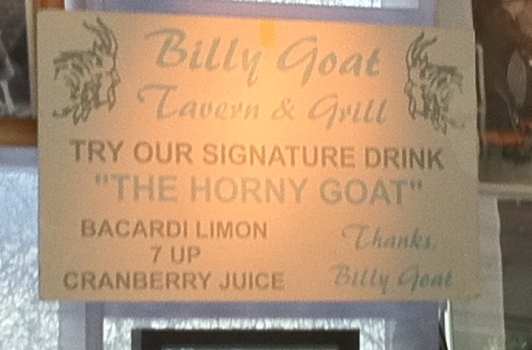 Billy Goat
Tavern & Grill
TRY OUR SIGNATURE DRINK
"THE HORNY GOAT"
BACARDI LIMON
7 UP
CRANBERRY JUICE
Thanks,
Billy Goat